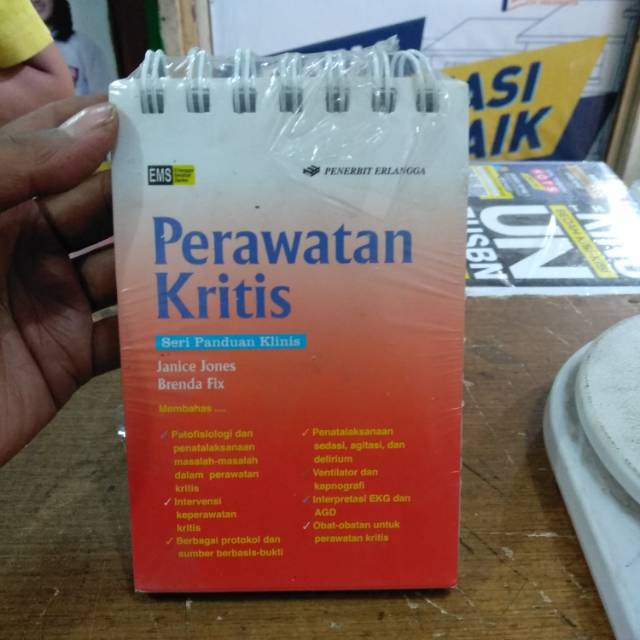 EMS
PENERBIT ERLANGGA
Perawatan
Kritis
Seri Panduan Klinis
Janice Jones
Brenda Fix
Membahas ....
✓ Patofisiologi dan
penatalaksanaan
masalah-masalah
dalam perawatan
kritis
✓ Intervensi
keperawatan
kritis
✓ Berbagai protokol dan
sumber berbasis-bukti
✓ Penatalaksanaan
sedasi, agitasi, dan
delirium
✓ Ventilator dan
kapnografi
✓ Interpretasi EKG dan
AGD
✓ Obat-obatan untuk
perawatan kritis
ASI
AIK
UN
USBN